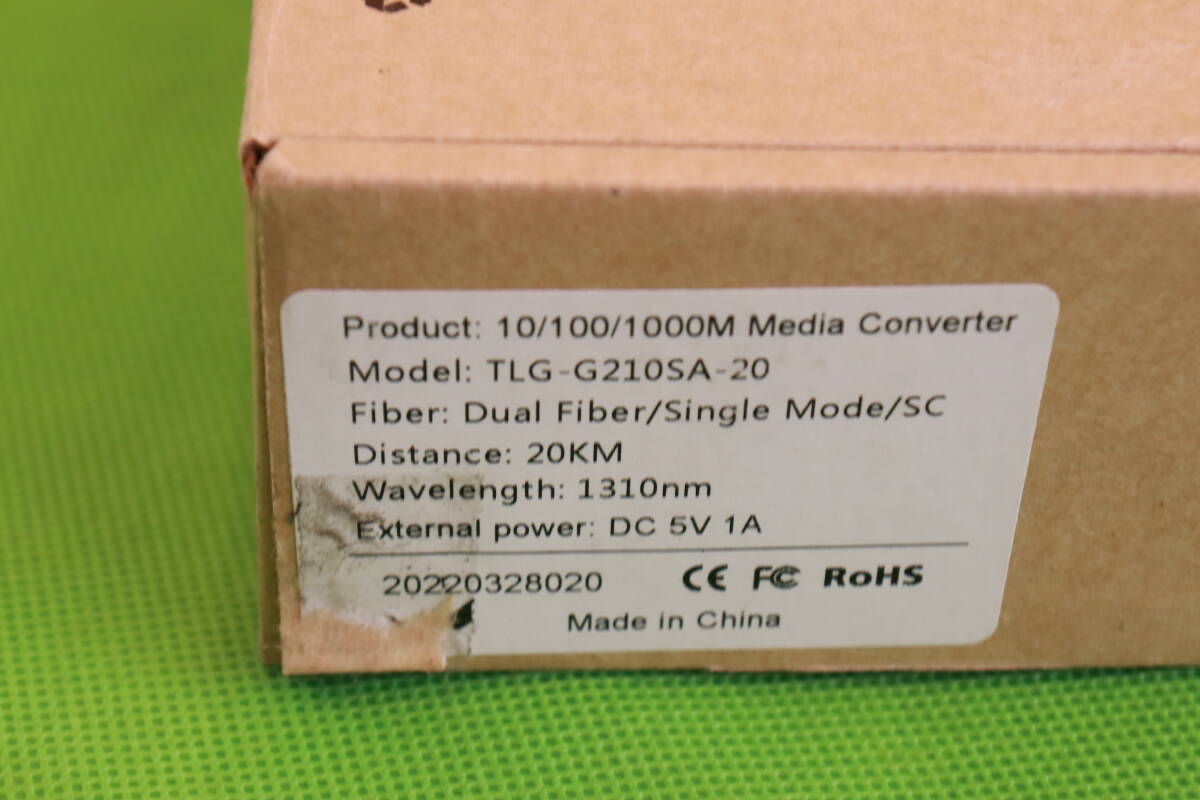 Product: 10/100/1000M Media Converter
Model: TLG-G210SA-20
Fiber: Dual Fiber/Single Mode/SC
Distance: 20KM
Wavelength: 1310nm
External power: DC 5V 1A
20220328020 CE FC RoHS
Made in China